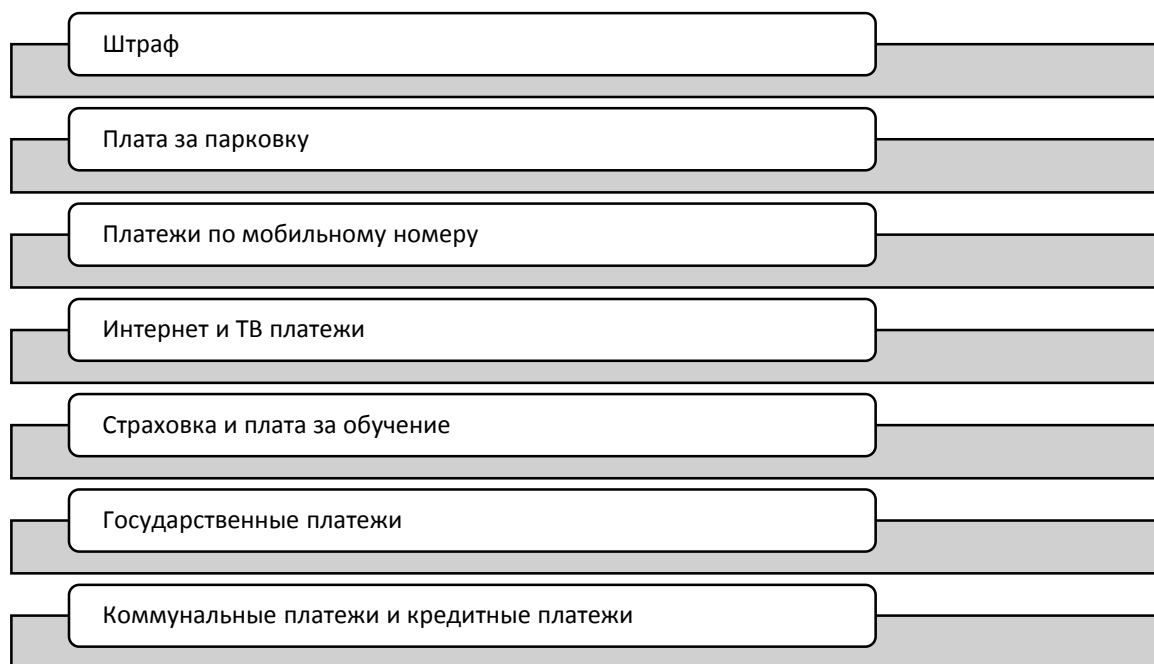 Штраф
Плата за парковку
Платежи по мобильному номеру
Интернет и ТВ платежи
Страховка и плата за обучение
Государственные платежи
Коммунальные платежи и кредитные платежи